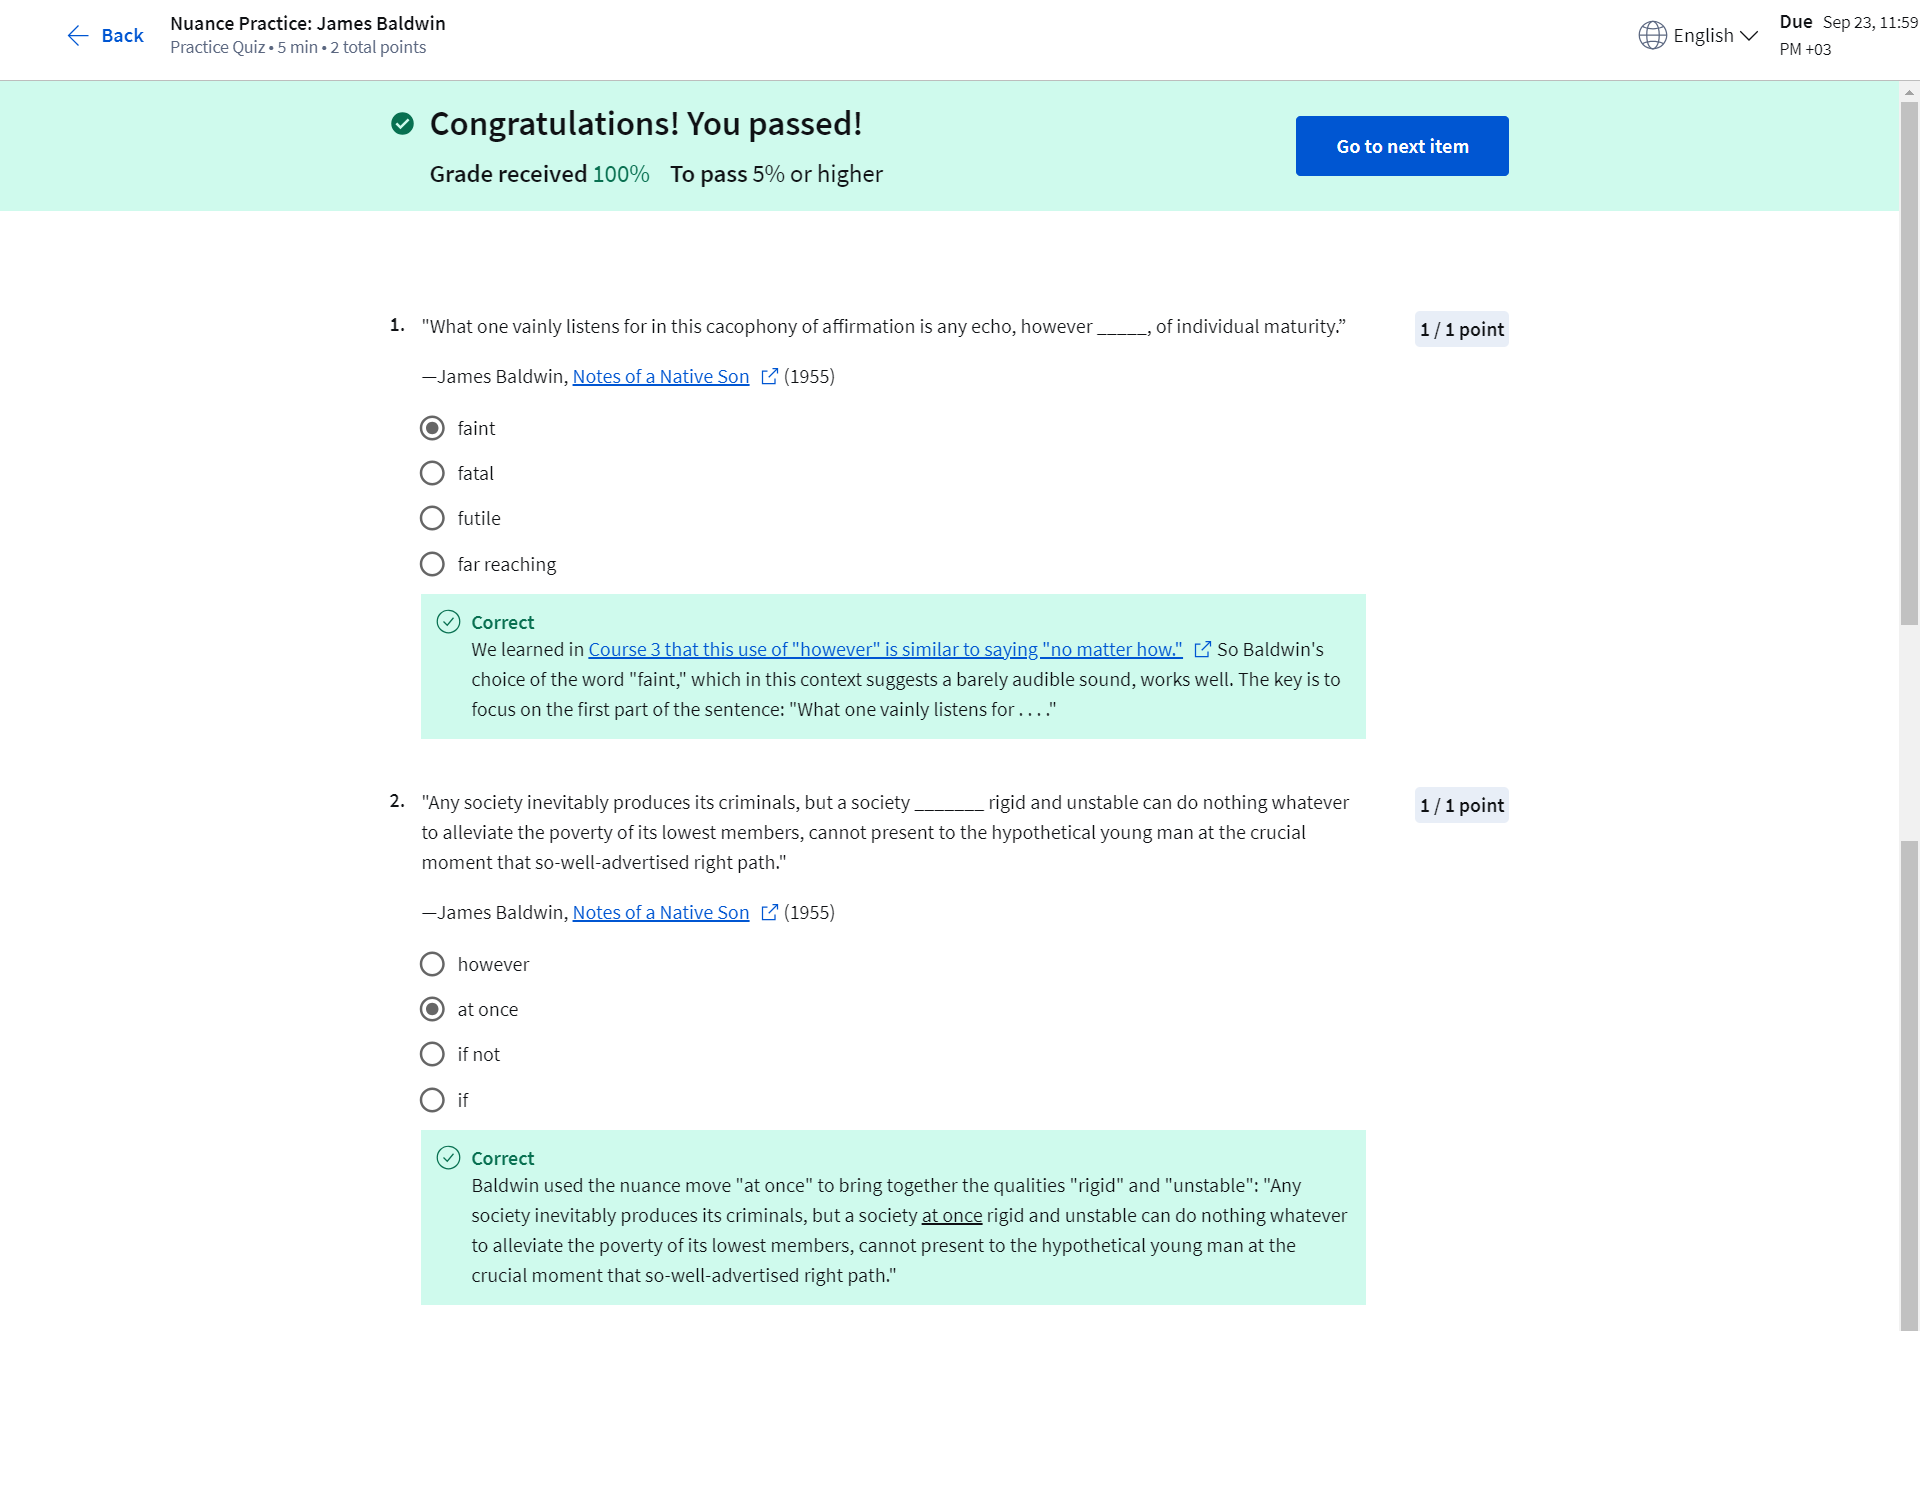 Back
Nuance Practice: James Baldwin
Practice Quiz • 5 min • 2 total points
English
Due Sep 23, 11:59
PM +03
Congratulations! You passed!
Grade received 100% To pass 5% or higher
Go to next item
1. "What one vainly listens for in this cacophony of affirmation is any echo, however _____, of individual maturity.”
1 / 1 point
—James Baldwin, Notes of a Native Son (1955)
faint
fatal
futile
far reaching
Correct
We learned in Course 3 that this use of "however" is similar to saying "no matter how." So Baldwin's
choice of the word "faint," which in this context suggests a barely audible sound, works well. The key is to
focus on the first part of the sentence: "What one vainly listens for . . . ."
2. "Any society inevitably produces its criminals, but a society _______ rigid and unstable can do nothing whatever
1 / 1 point
to alleviate the poverty of its lowest members, cannot present to the hypothetical young man at the crucial
moment that so-well-advertised right path."
—James Baldwin, Notes of a Native Son (1955)
however
at once
if not
if
Correct
Baldwin used the nuance move "at once" to bring together the qualities "rigid" and "unstable": "Any
society inevitably produces its criminals, but a society at once rigid and unstable can do nothing whatever
to alleviate the poverty of its lowest members, cannot present to the hypothetical young man at the
crucial moment that so-well-advertised right path."